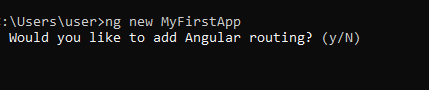 :\Users\user>ng new MyFirstApp
Would you like to add Angular routing? (y/N)